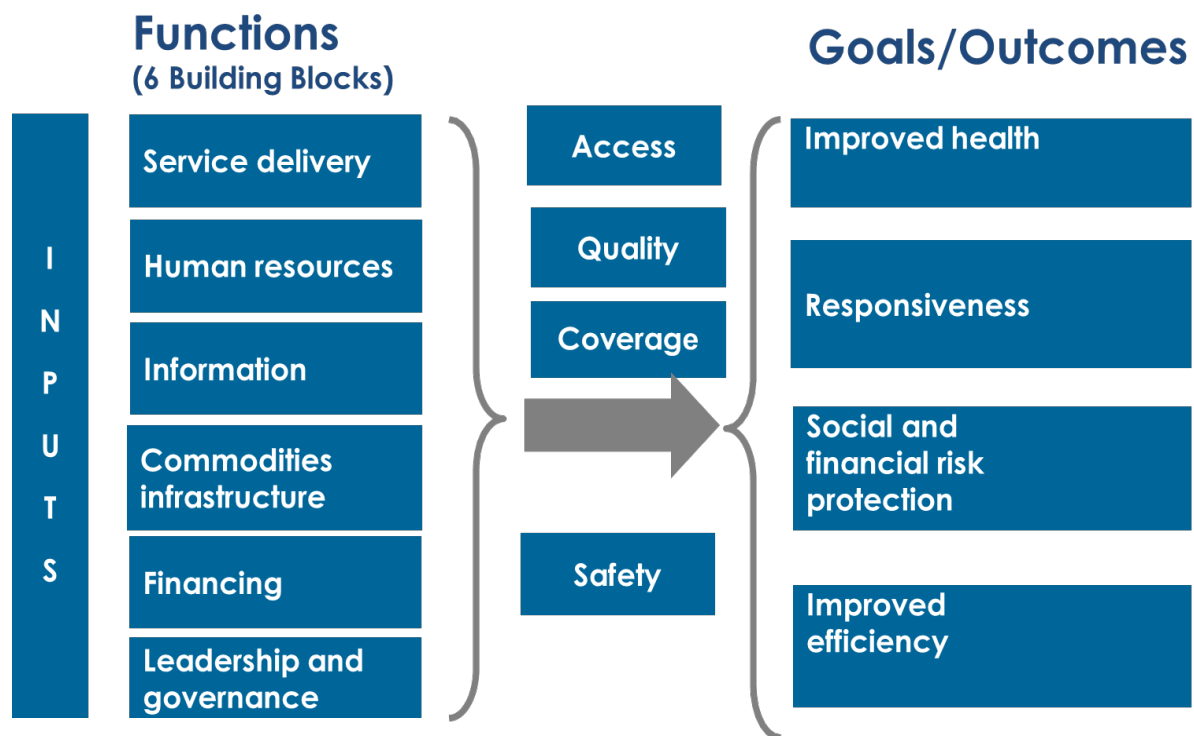 Functions
(6 Building Blocks)
Goals/Outcomes
I
N
P
U
T
S
Service delivery
Human resources
Information
Commodities
infrastructure
Financing
Leadership and
governance
Access
Quality
Coverage
Safety
Improved health
Responsiveness
Social and
financial risk
protection
Improved
efficiency